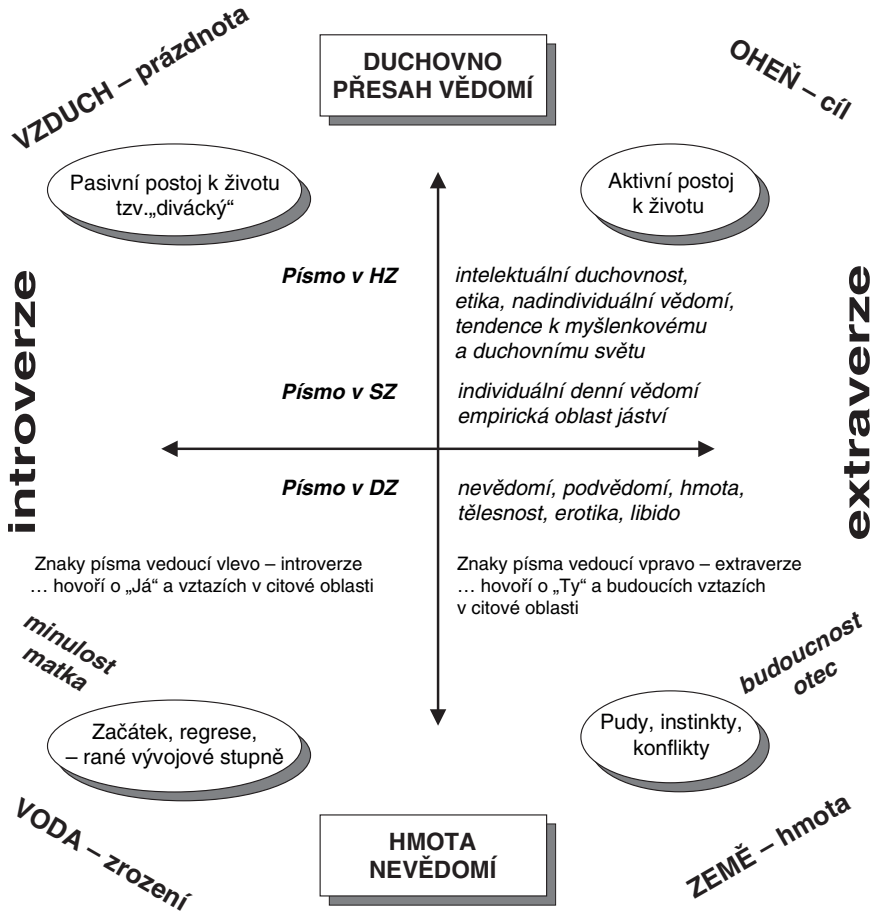 VZDUCH – prázdnota
DUCHOVNO
PŘESAH VĚDOMÍ
OHEŇ – cíl
Pasivní postoj k životu
tzv.„divácký“
Aktivní postoj
k životu
introverze
extraverze
Písmo v HZ
intelektuální duchovnost,
etika, nadindividuální vědomí,
tendence k myšlenkovému
a duchovnímu světu
Písmo v SZ
individuální denní vědomí
empirická oblast jáství
Písmo v DZ
nevědomí, podvědomí, hmota,
tělesnost, erotika, libido
Znaky písma vedoucí vlevo – introverze
… hovoří o „Já“ a vztazích v citové oblasti
Znaky písma vedoucí vpravo – extraverze
… hovoří o „Ty“ a budoucích vztazích
v citové oblasti
minulost
matka
budoucnost
otec
Začátek, regrese,
– rané vývojové stupně
Pudy, instinkty,
konflikty
VODA – zrození
HMOTA
NEVĚDOMÍ
ZEMĚ – hmota